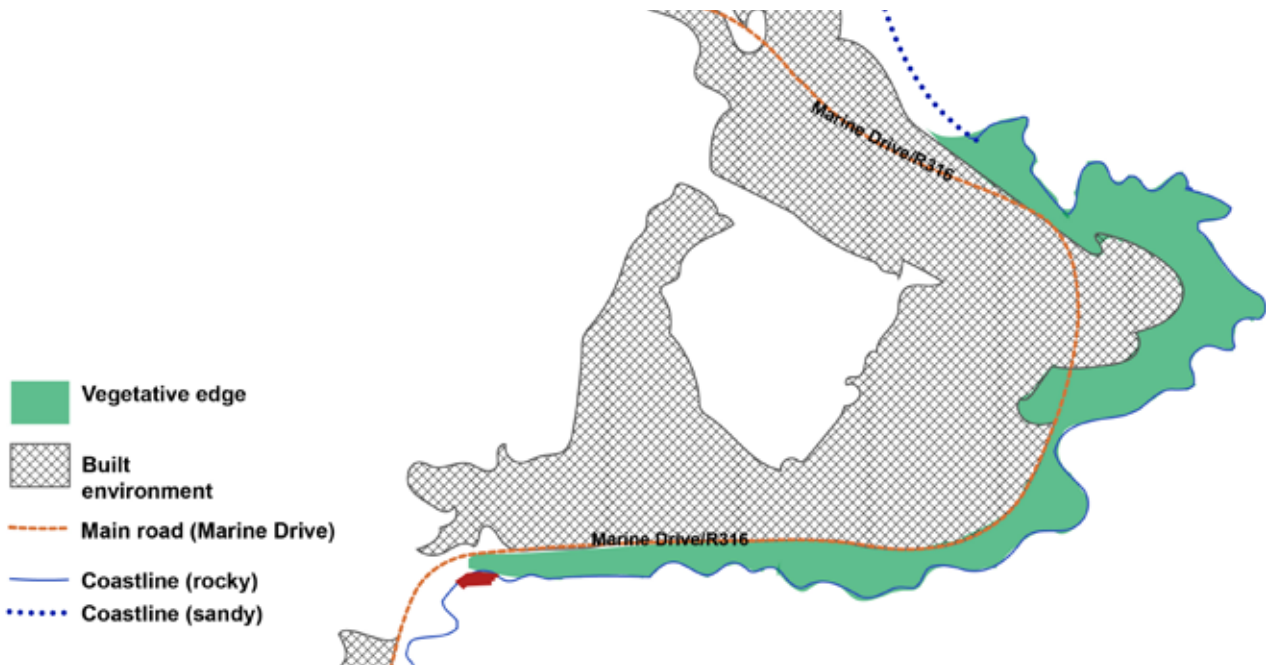 Marine Drive/R316
Vegetative edge
Built
environment
Marine Drive/R316
Main road (Marine Drive)
Coastline (rocky)
Coastline (sandy)